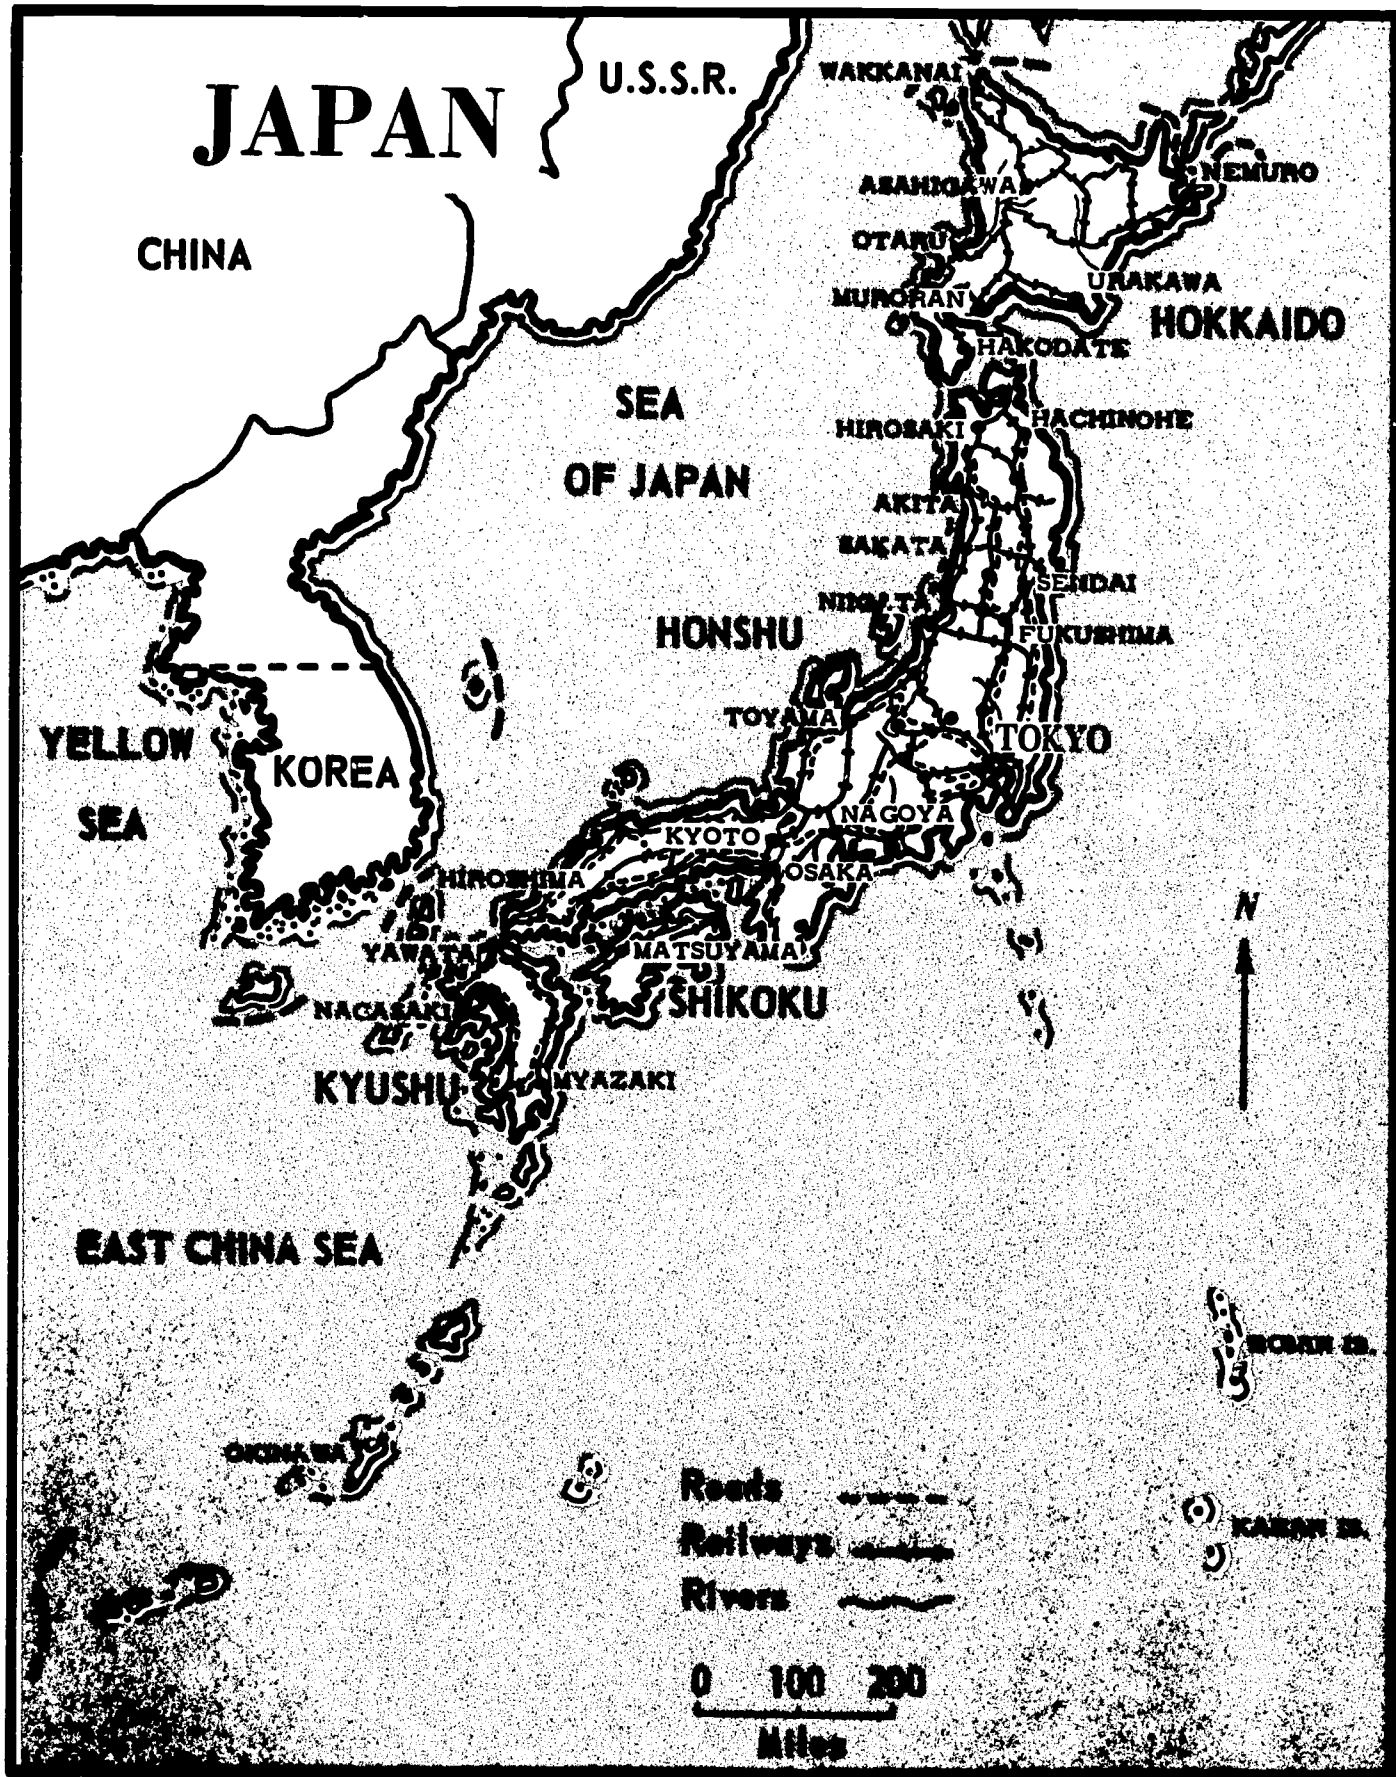 JAPAN
U.S.S.R.
WAKKANAI
CHINA
NEMURO
ASAHIGAWA
OTARU
URAKAWA
MURORAN
HOKKAIDO
HAKODATE
SEA
OF JAPAN
HIROSAKI
HACHINOHE
AKITA
SAKATA
SENDAI
HONSHU
FUKUSHIMA
TOYAMA
TOKYO
YELLOW
SEA
KOREA
NAGOYA
KYOTO
OSAKA
HIROSHIMA
N
YAWATA
MATSUYAMA
SHIKOKU
NAGASAKI
KYUSHU
MYAZAKI
EAST CHINA SEA
OKINAWA
Roads
Railways
Rivers
0 100 200
Miles